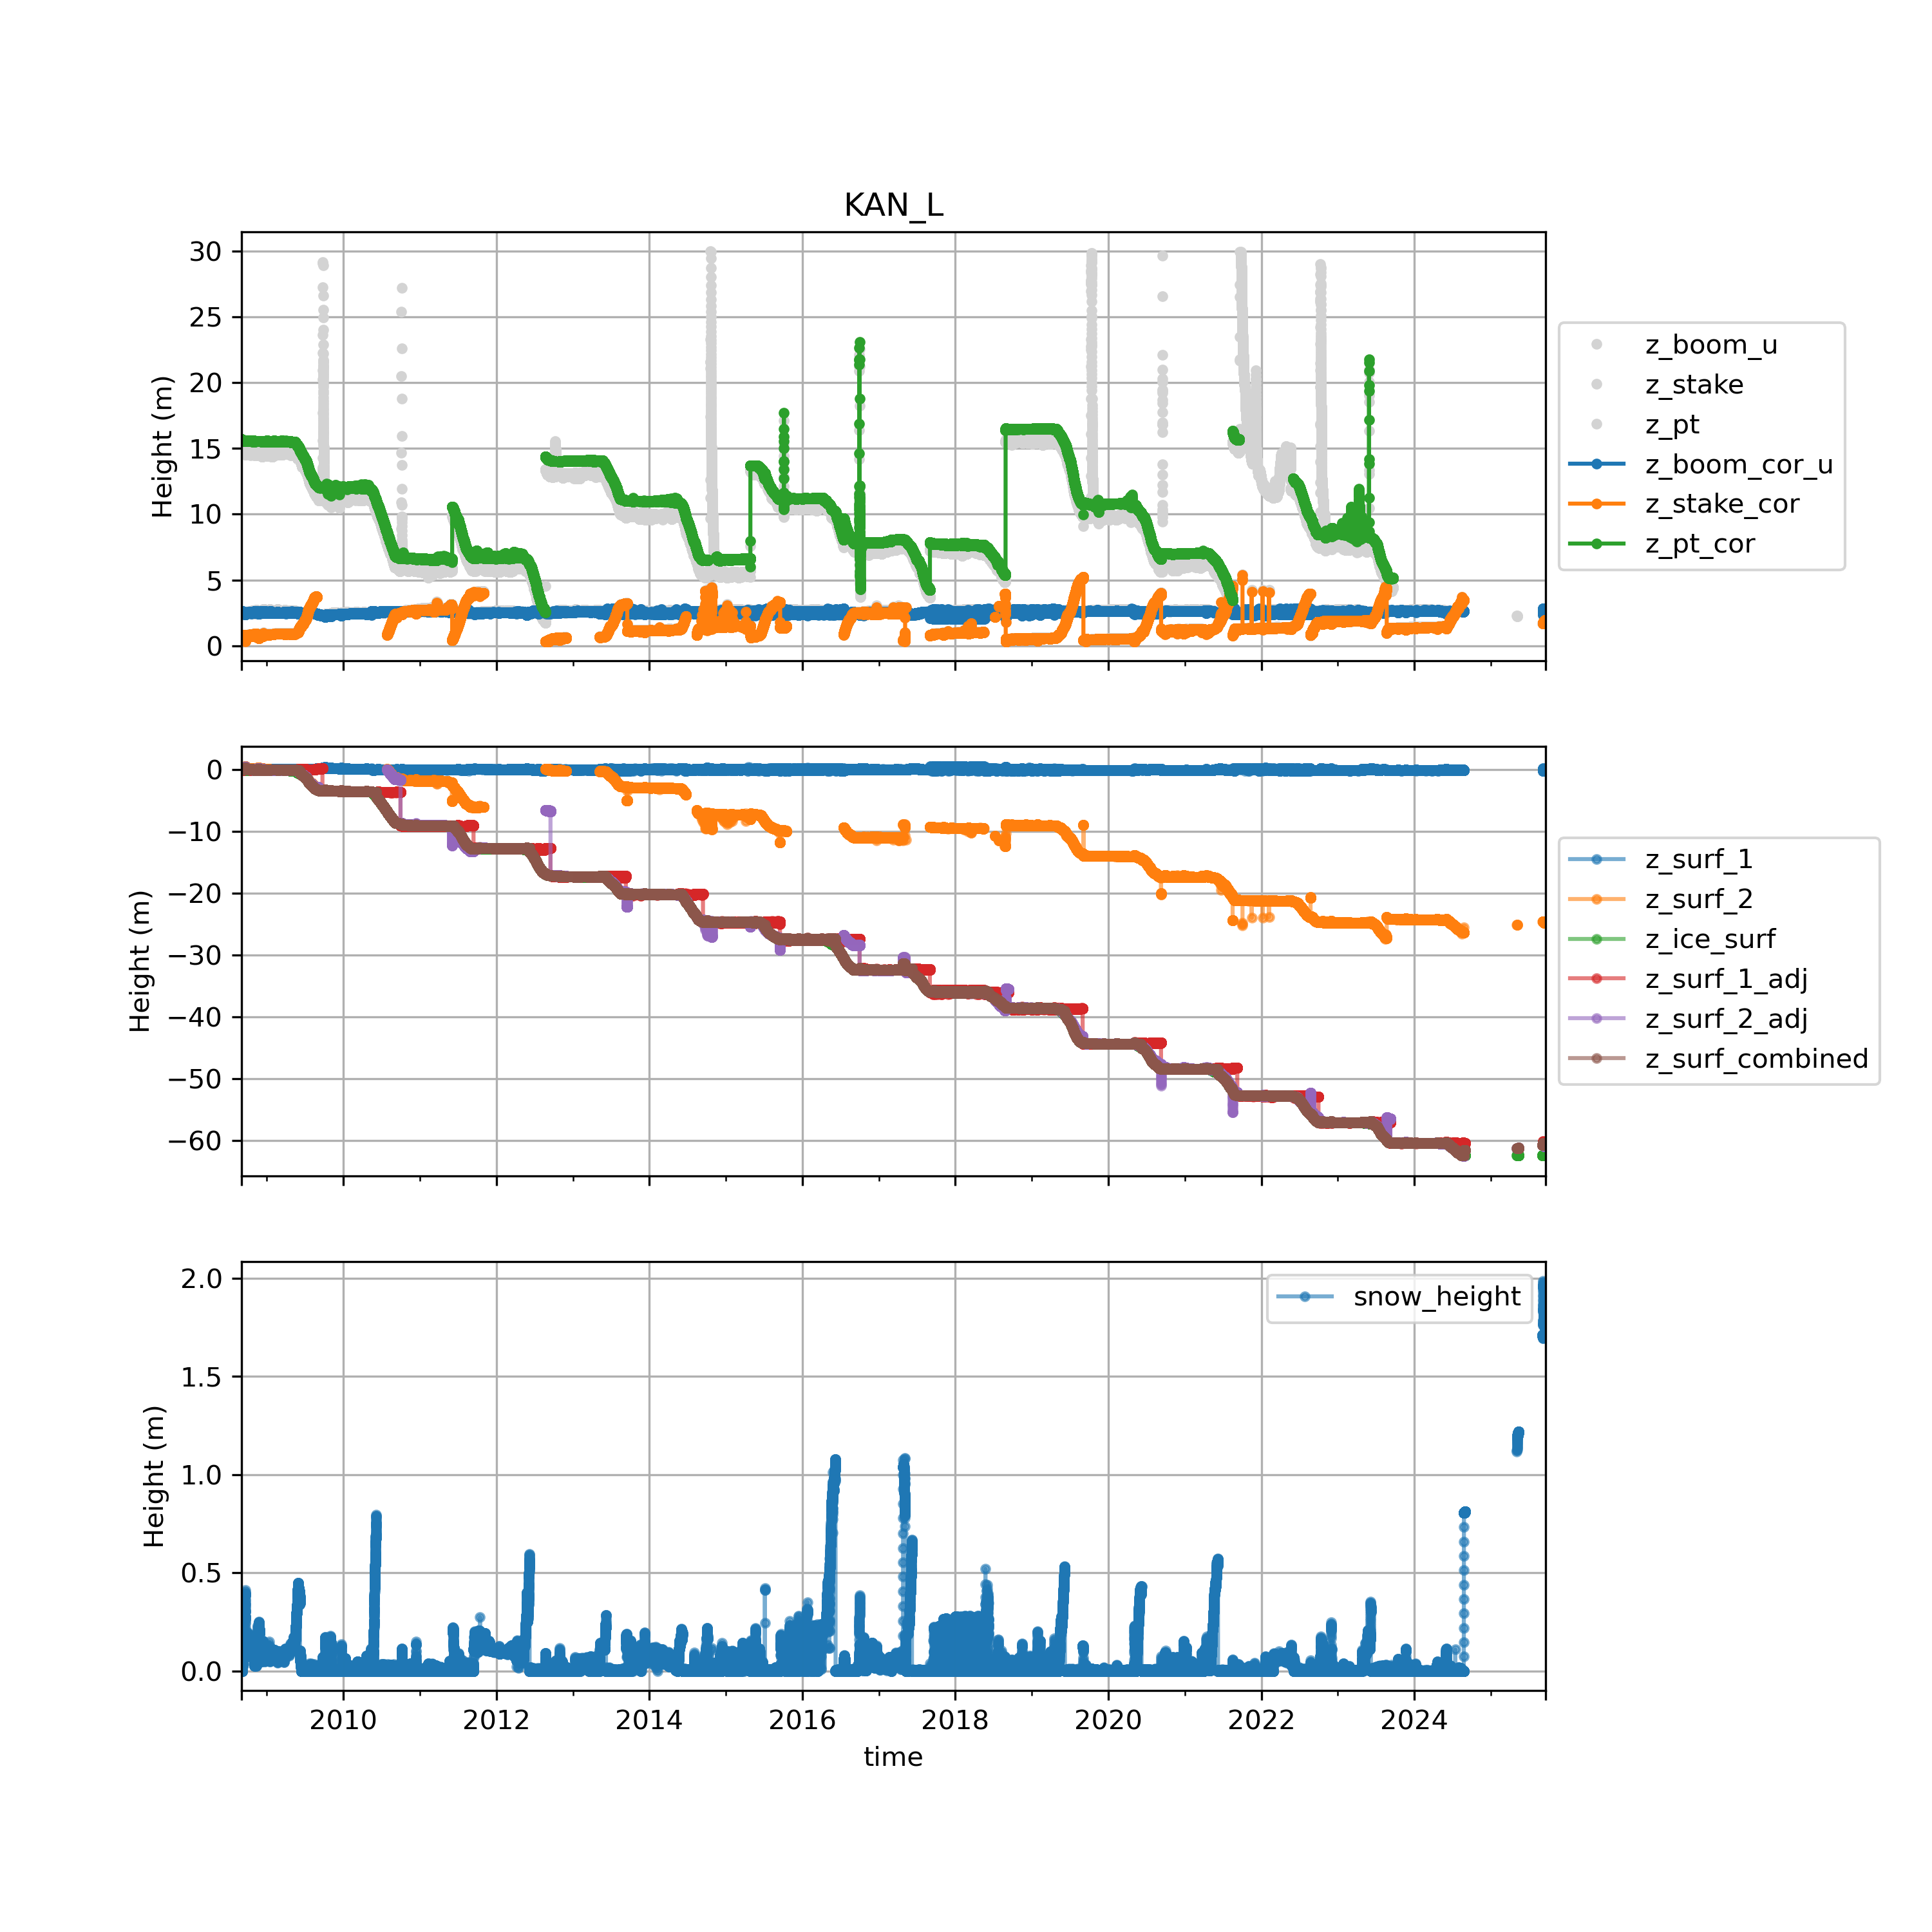 KAN_L
Height (m)
30
25
20
15
10
5
0
z_boom_u
z_stake
z_pt
z_boom_cor_u
z_stake_cor
z_pt_cor
Height (m)
0
−10
−20
−30
−40
−50
−60
z_surf_1
z_surf_2
z_ice_surf
z_surf_1_adj
z_surf_2_adj
z_surf_combined
Height (m)
2.0
1.5
1.0
0.5
0.0
snow_height
2010 2012 2014 2016 2018 2020 2022 2024
time